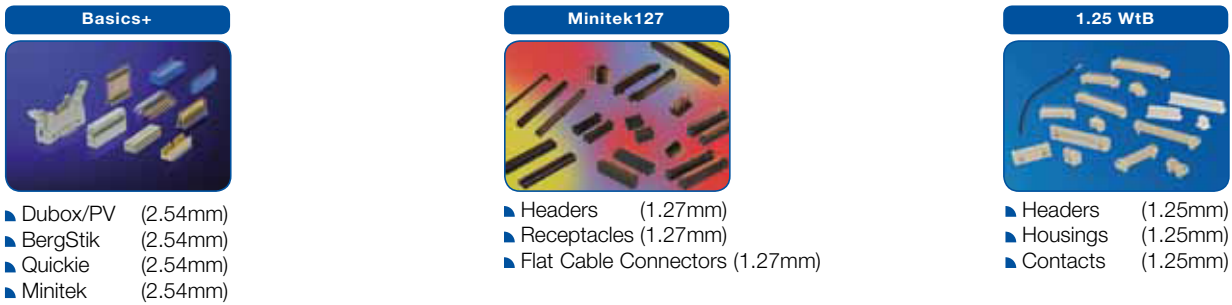 Basics+
Dubox/PV (2.54mm)
BergStik (2.54mm)
Quickie (2.54mm)
Minitek (2.54mm)
Minitek127
Headers (1.27mm)
Receptacles (1.27mm)
Flat Cable Connectors (1.27mm)
1.25 WtB
Headers (1.25mm)
Housings (1.25mm)
Contacts (1.25mm)